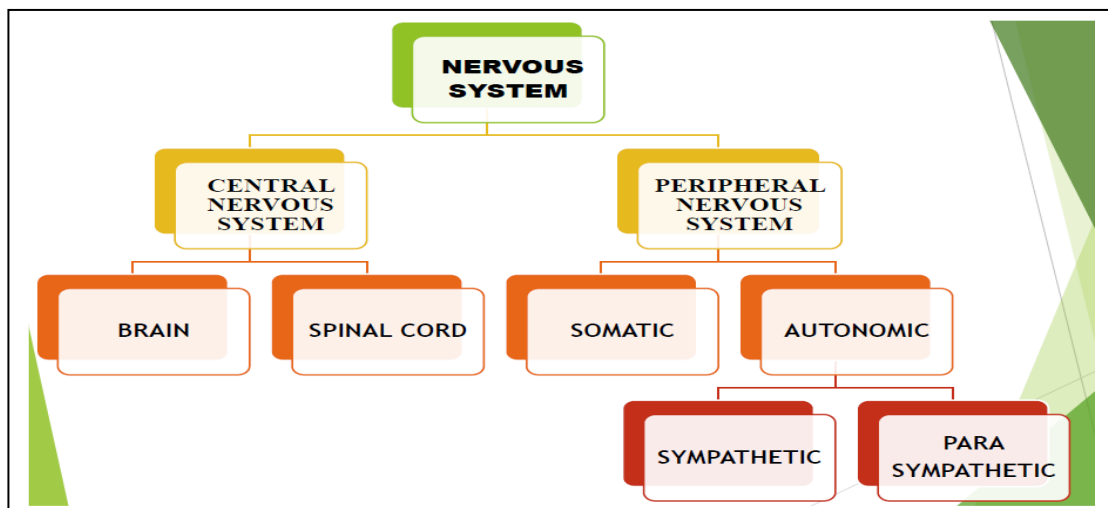 NERVOUS
SYSTEM
CENTRAL
NERVOUS
SYSTEM
PERIPHERAL
NERVOUS
SYSTEM
BRAIN
SPINAL CORD
SOMATIC
AUTONOMIC
SYMPATHETIC
PARA
SYMPATHETIC